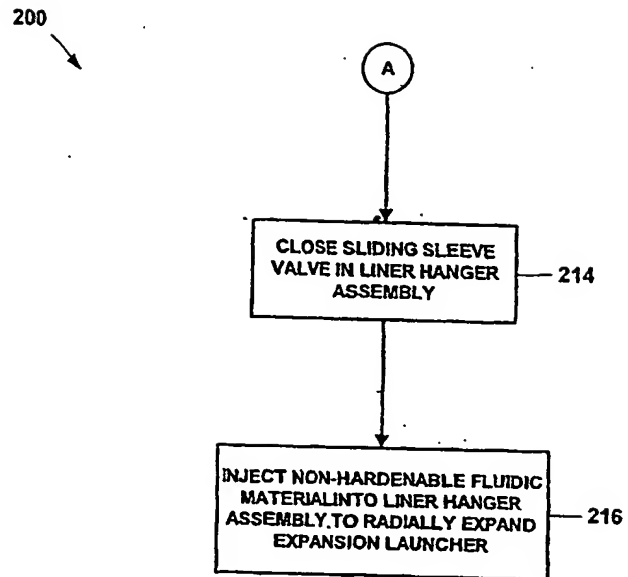 200
A
CLOSE SLIDING SLEEVE
VALVE IN LINER HANGER
ASSEMBLY
214
INJECT NON-HARDENABLE FLUIDIC
MATERIALINTO LINER HANGER
ASSEMBLY.TO RADIALLY EXPAND
EXPANSION LAUNCHER
216